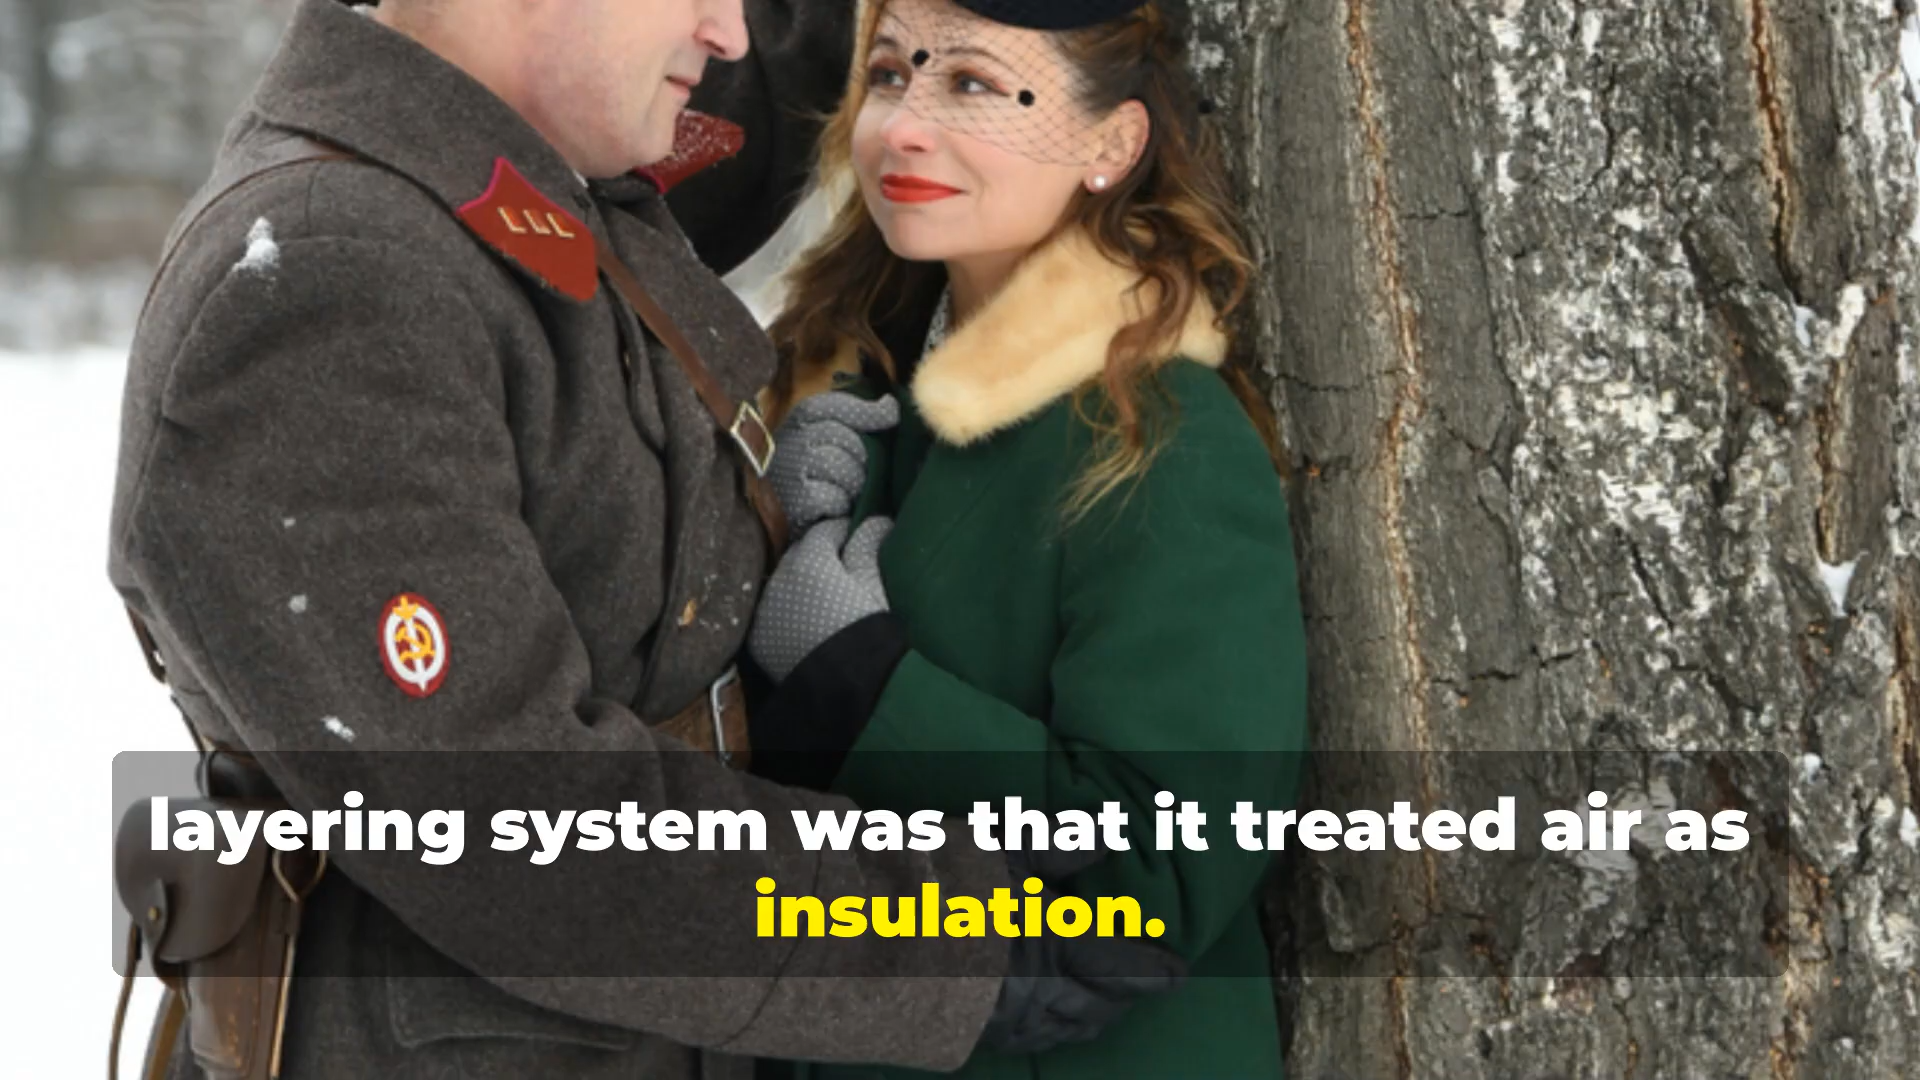 layering system was that it treated air as
insulation.